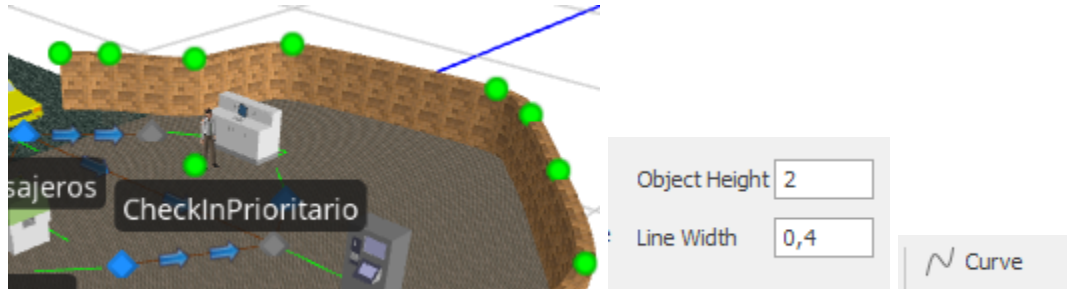 sajeros
CheckInPrioritario
Object Height 2
Line Width 0,4
Curve